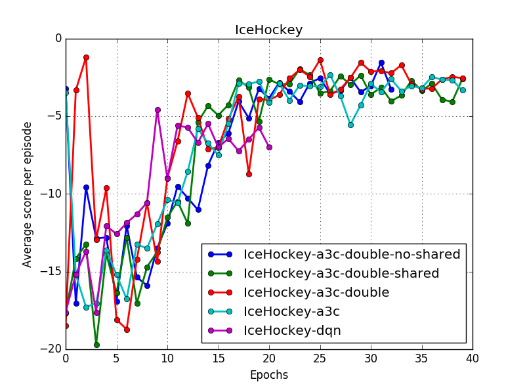 IceHockey
0
−5
−10
−15
−20
Average score per episode
0 5 10 15 20 25 30 35 40
Epochs
IceHockey-a3c-double-no-shared
IceHockey-a3c-double-shared
IceHockey-a3c-double
IceHockey-a3c
IceHockey-dqn